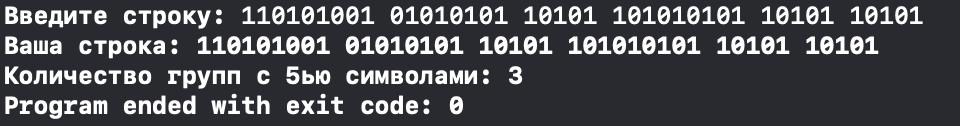 Введите строку: 110101001 01010101 10101 101010101 10101 10101
Ваша строка: 110101001 01010101 10101 101010101 10101 10101
Количество групп с 5ью символами: 3
Program ended with exit code: 0